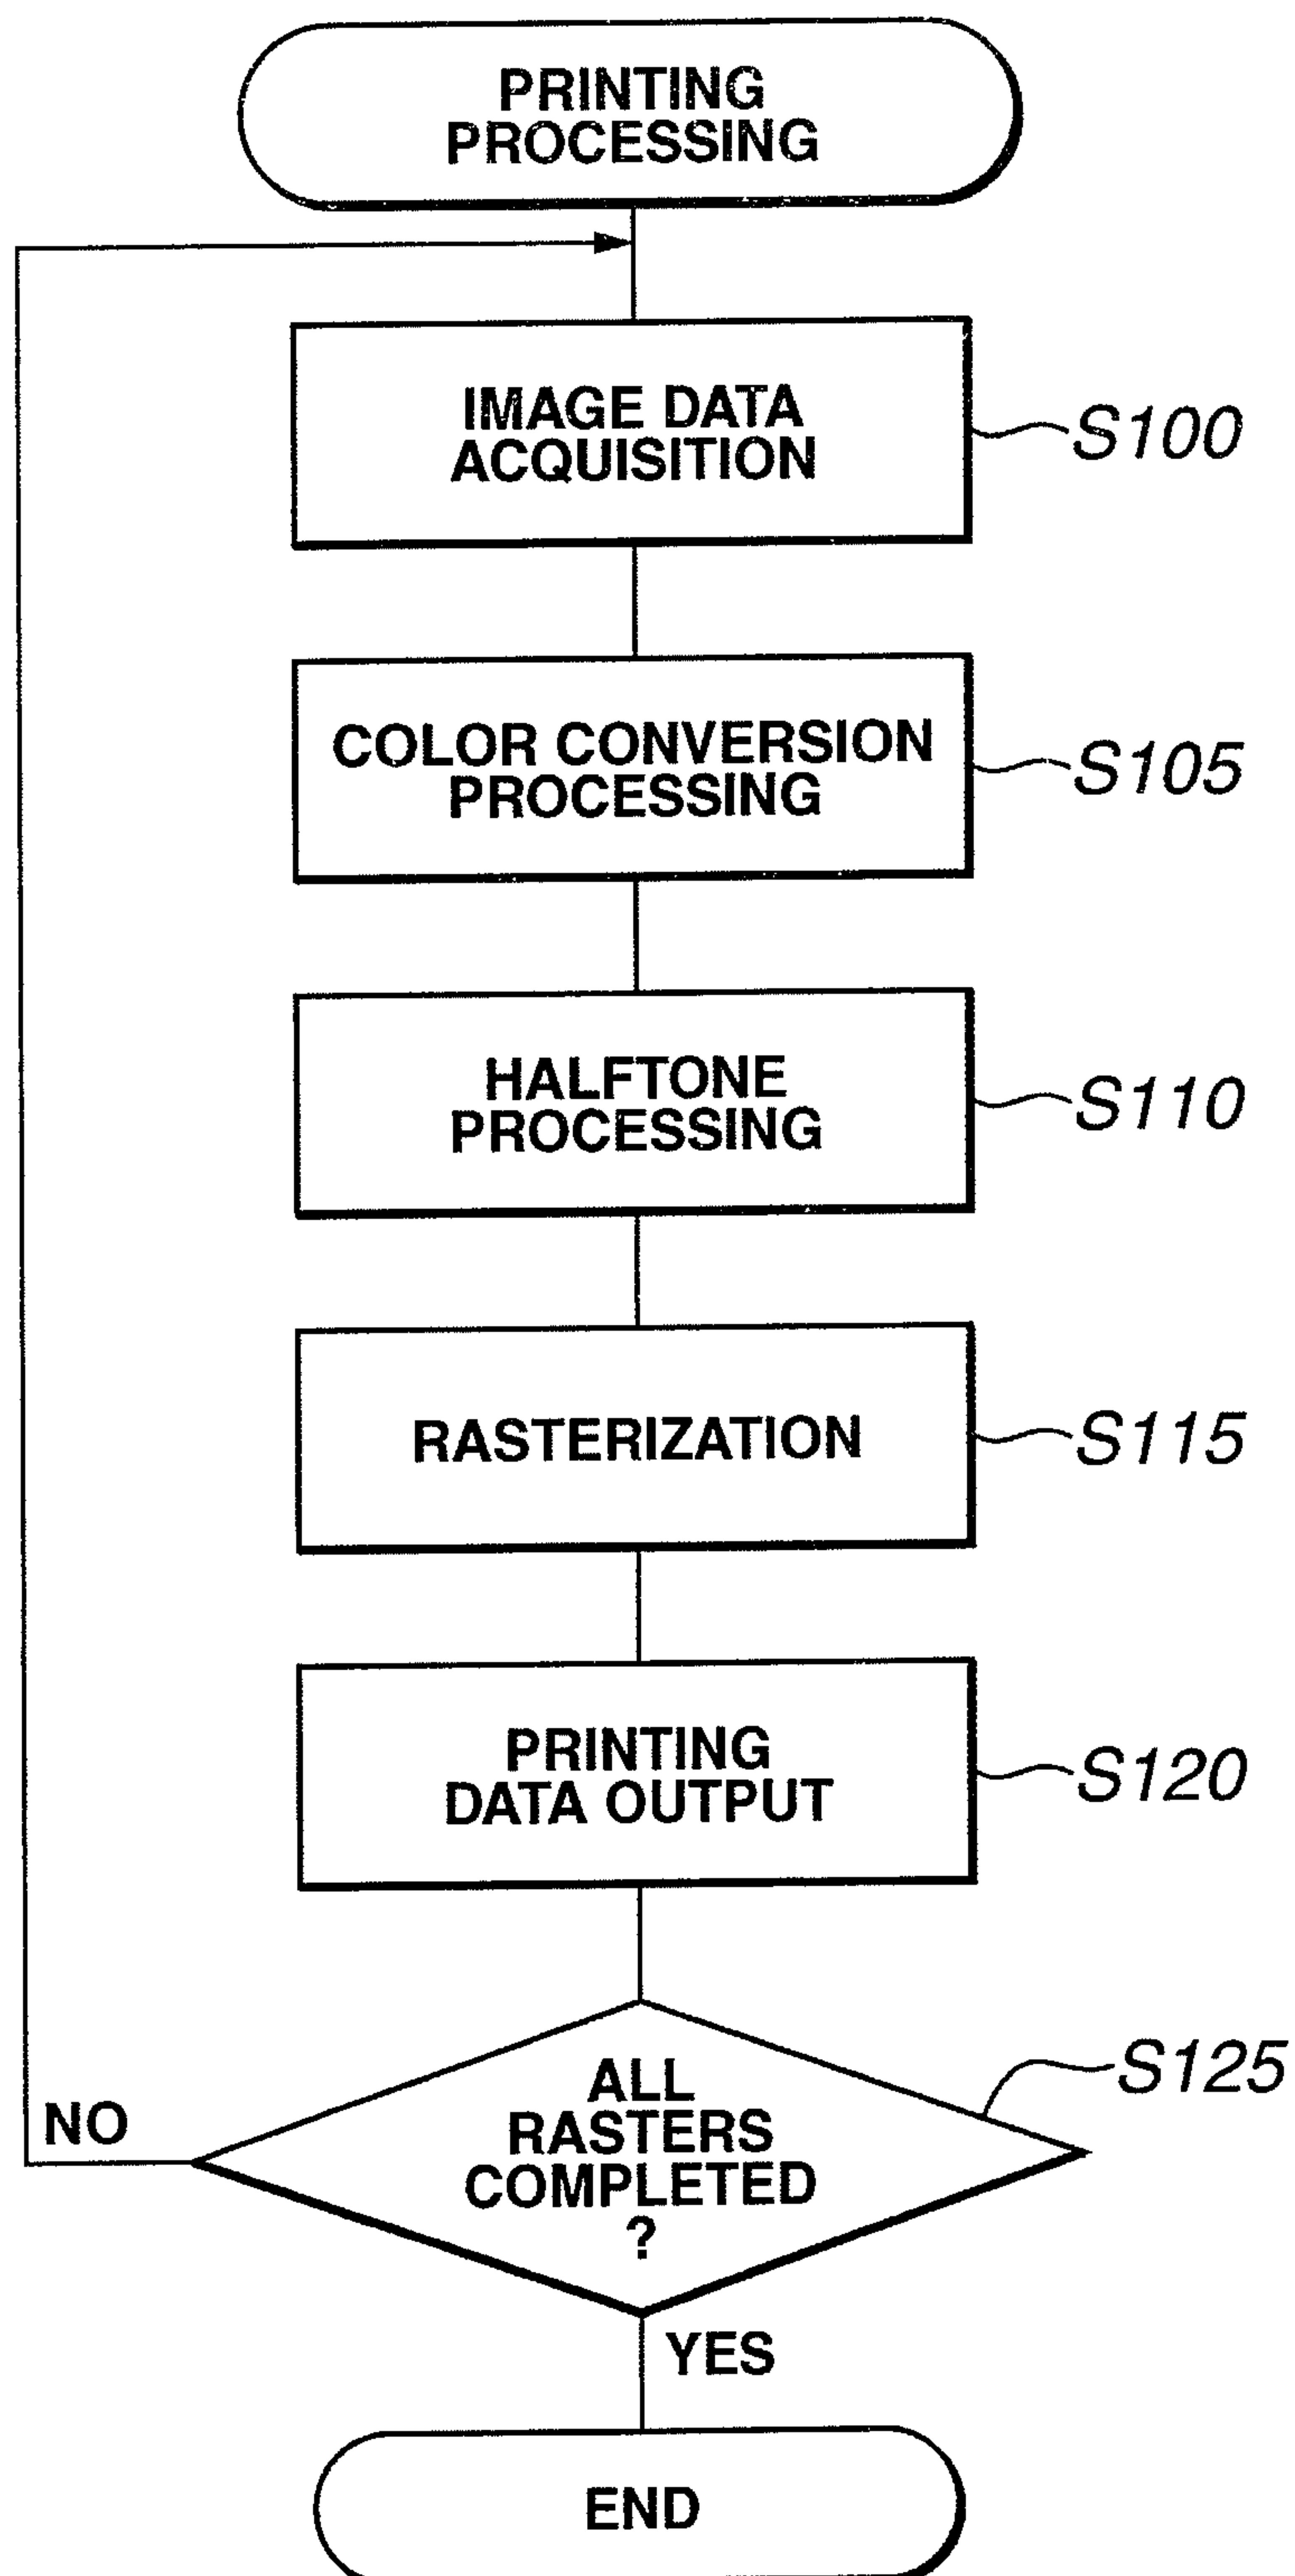 PRINTING
PROCESSING
IMAGE DATA
ACQUISITION
S100
COLOR CONVERSION
PROCESSING
S105
HALFTONE
PROCESSING
S110
RASTERIZATION
S115
PRINTING
DATA OUTPUT
S120
ALL
RASTERS
COMPLETED
?
S125
NO
YES
END